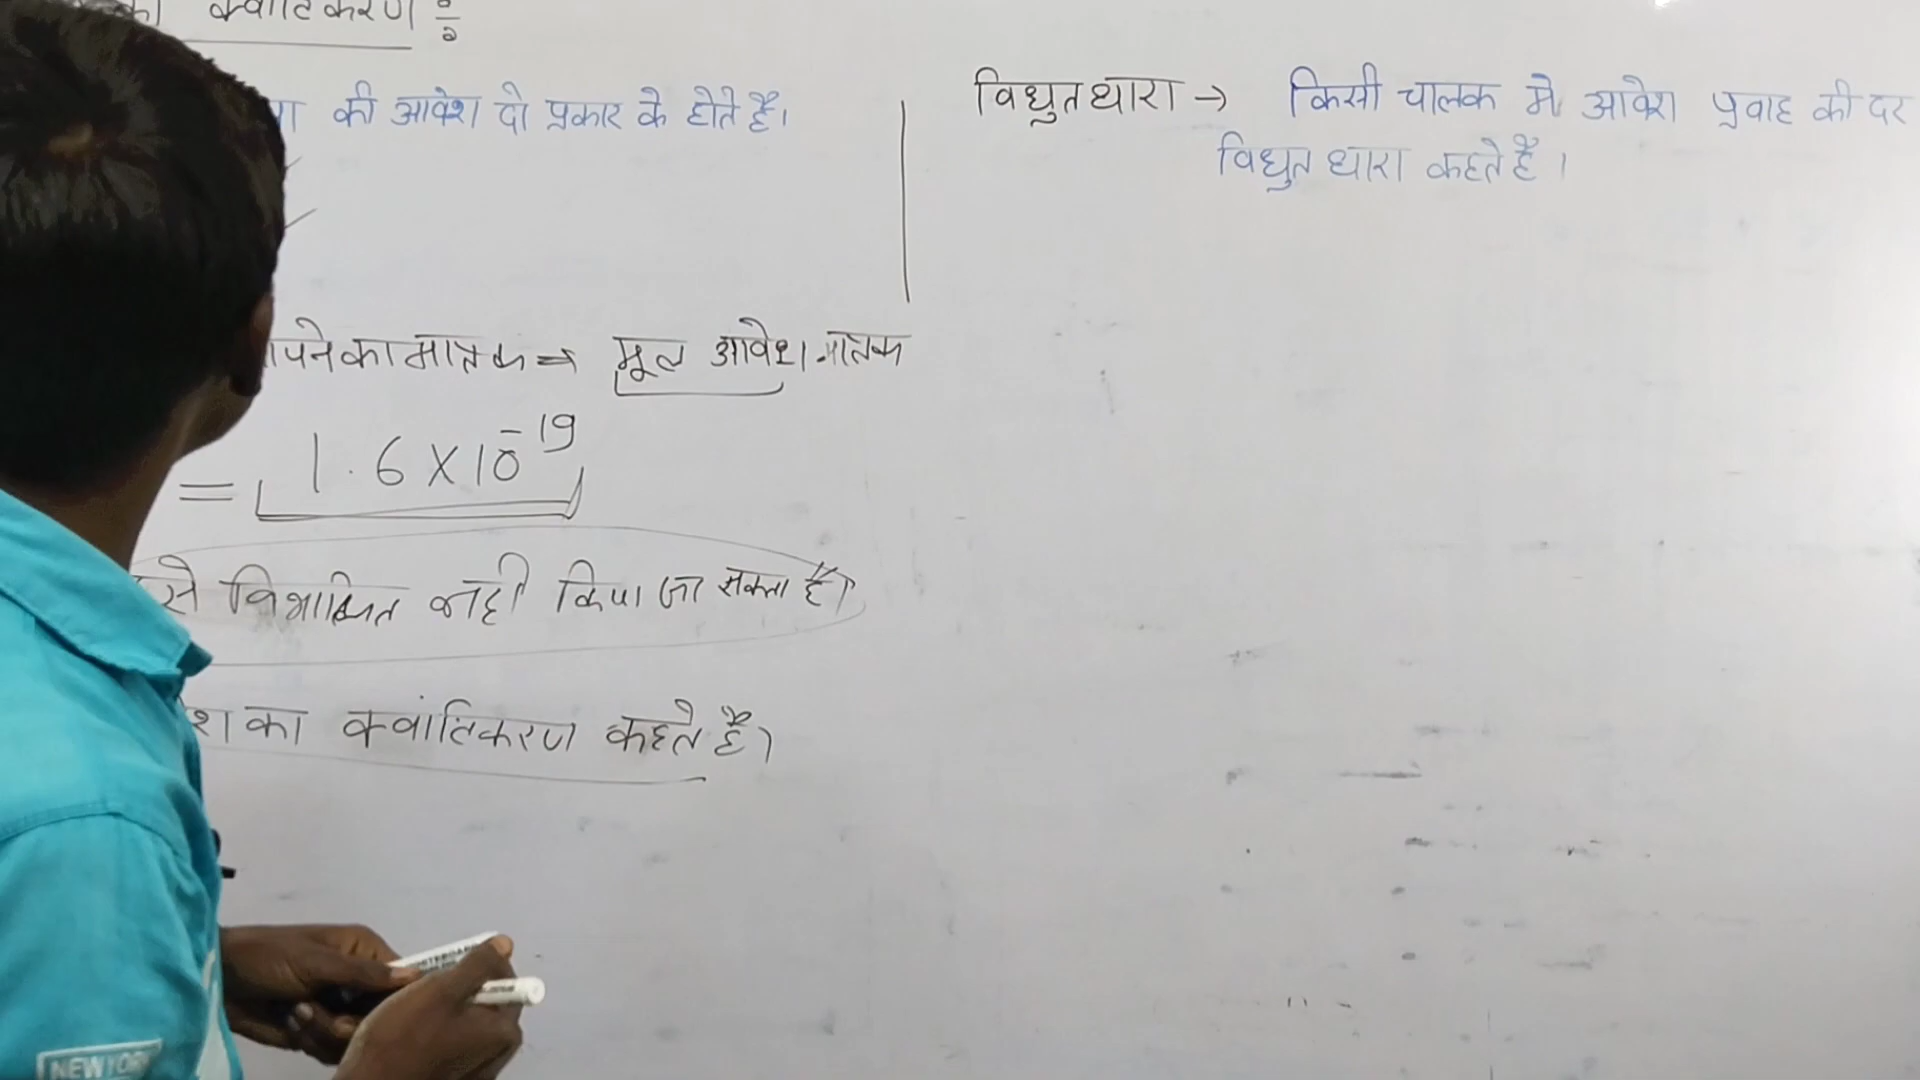 क्वांटिकरण
की आवेश दो प्रकार के होते है।
मापने का मात्रक ⇒ मूल आवेश मात्रक
= 1.6 X 10⁻¹⁹
से विभाजित नही किया जा सकता है।
का क्वांटिकरण कहते है।
विधुत धारा → किसी चालक मे आवेश प्रवाह की दर
विधुत धारा कहते है।
NEWYOR